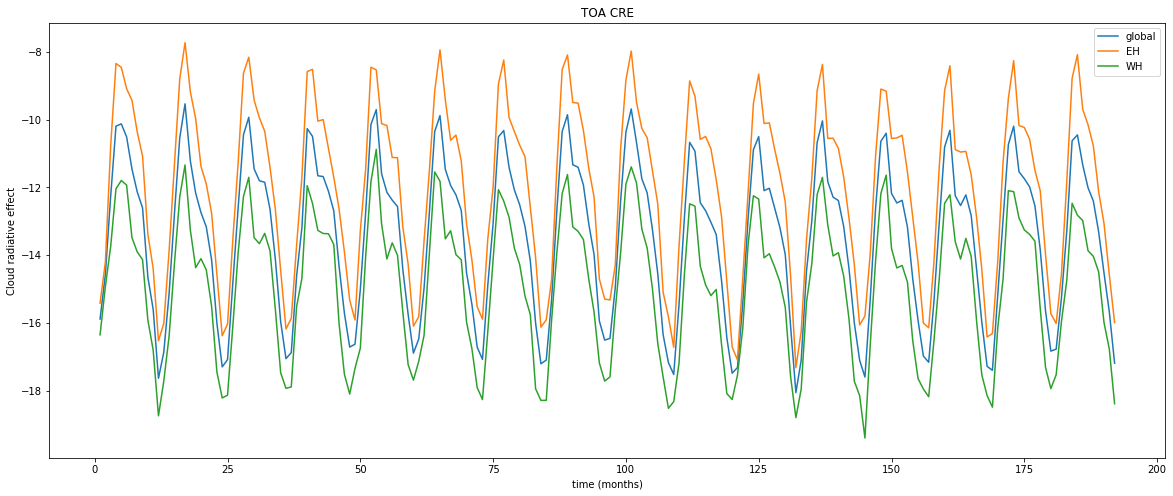 TOA CRE
global
EH
WH
Cloud radiative effect
−8
−10
−12
−14
−16
−18
0
25
50
75
100
125
150
175
200
time (months)